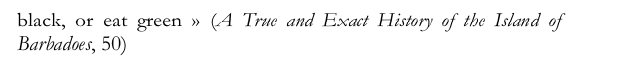 black, or eat green » (A True and Exact History of the Island of
Barbadoes, 50)